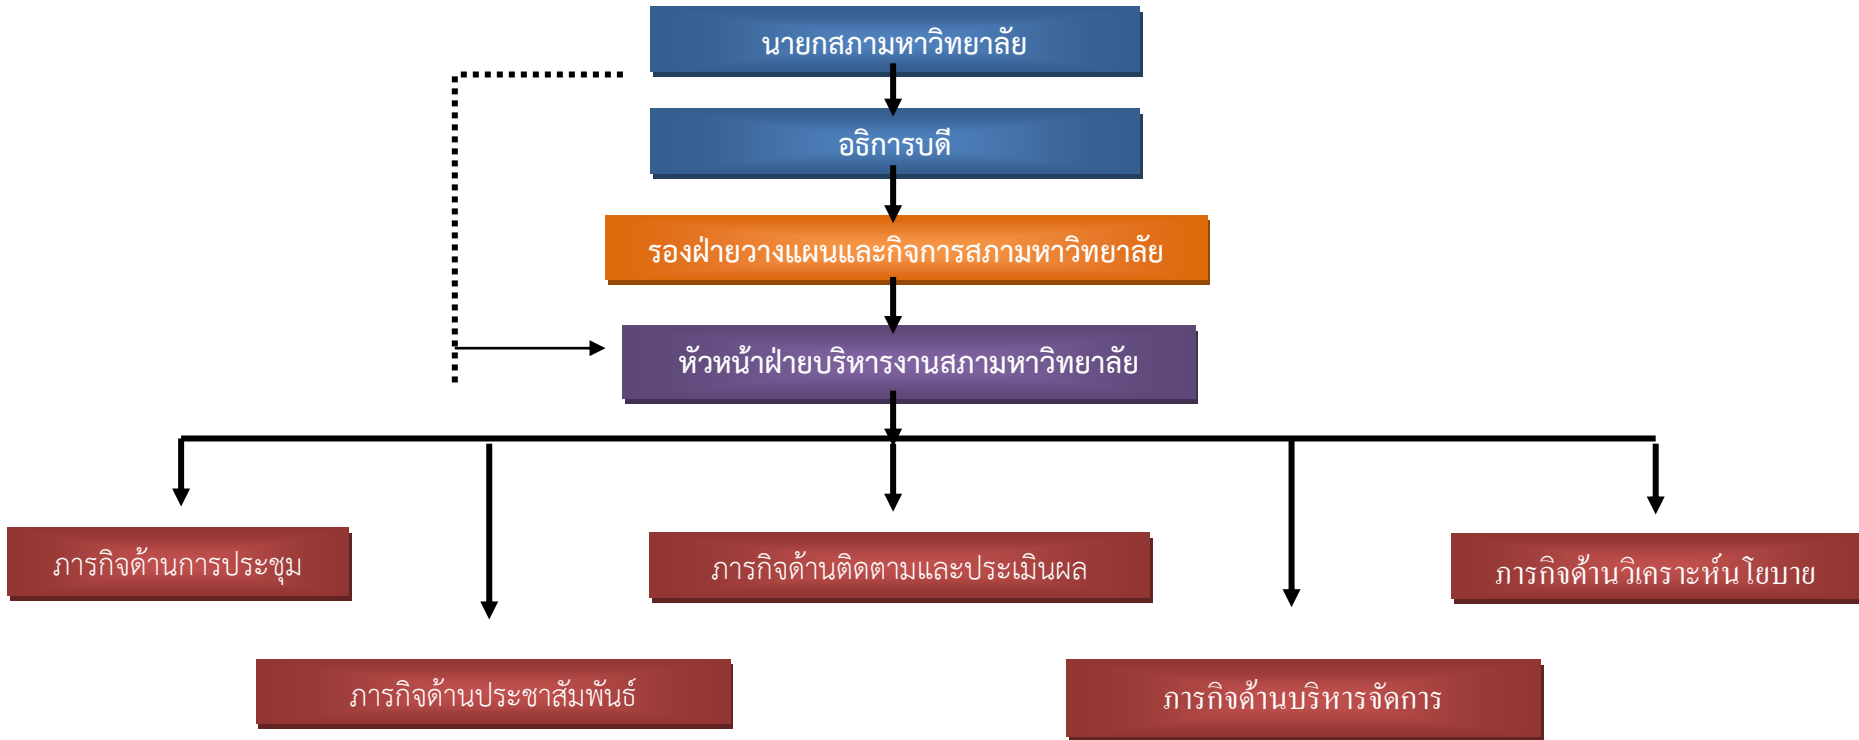 นายกสภามหาวิทยาลัย
อธิการบดี
รองฝ่ายวางแผนและกิจการสภามหาวิทยาลัย
หัวหน้าฝ่ายบริหารงานสภามหาวิทยาลัย
ภารกิจด้านการประชุม
ภารกิจด้านติดตามและประเมินผล
ภารกิจด้านวิเคราะห์นโยบาย
ภารกิจด้านประชาสัมพันธ์
ภารกิจด้านบริหารจัดการ